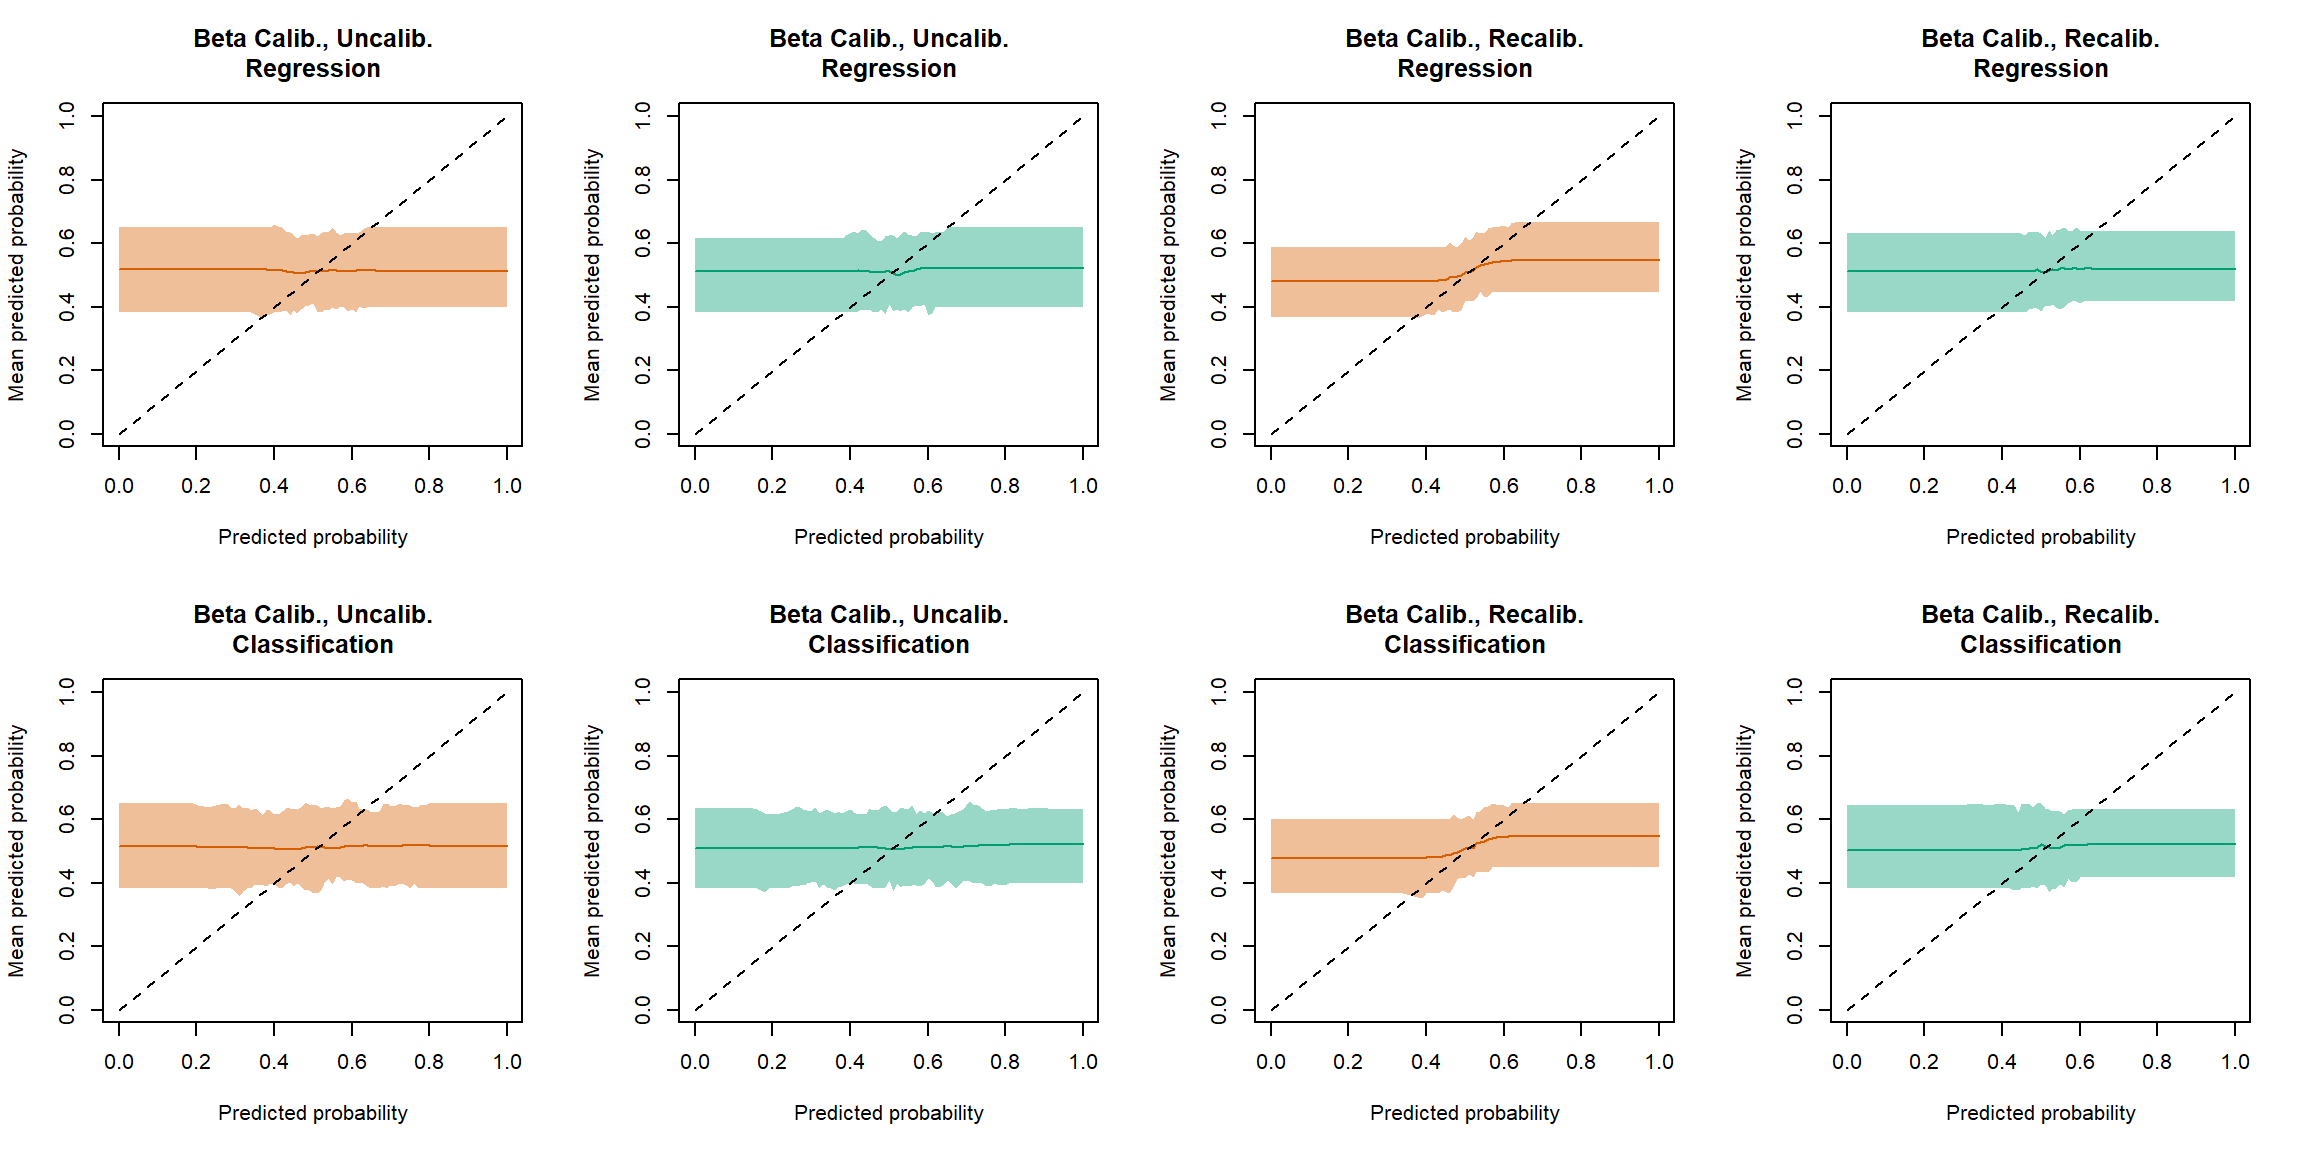 Beta Calib., Uncalib.
Regression
Mean predicted probability
0.0 0.2 0.4 0.6 0.8 1.0
0.0 0.2 0.4 0.6 0.8 1.0
Predicted probability
Beta Calib., Uncalib.
Regression
Mean predicted probability
0.0 0.2 0.4 0.6 0.8 1.0
0.0 0.2 0.4 0.6 0.8 1.0
Predicted probability
Beta Calib., Recalib.
Regression
Mean predicted probability
0.0 0.2 0.4 0.6 0.8 1.0
0.0 0.2 0.4 0.6 0.8 1.0
Predicted probability
Beta Calib., Recalib.
Regression
Mean predicted probability
0.0 0.2 0.4 0.6 0.8 1.0
0.0 0.2 0.4 0.6 0.8 1.0
Predicted probability
Beta Calib., Uncalib.
Classification
Mean predicted probability
0.0 0.2 0.4 0.6 0.8 1.0
0.0 0.2 0.4 0.6 0.8 1.0
Predicted probability
Beta Calib., Uncalib.
Classification
Mean predicted probability
0.0 0.2 0.4 0.6 0.8 1.0
0.0 0.2 0.4 0.6 0.8 1.0
Predicted probability
Beta Calib., Recalib.
Classification
Mean predicted probability
0.0 0.2 0.4 0.6 0.8 1.0
0.0 0.2 0.4 0.6 0.8 1.0
Predicted probability
Beta Calib., Recalib.
Classification
Mean predicted probability
0.0 0.2 0.4 0.6 0.8 1.0
0.0 0.2 0.4 0.6 0.8 1.0
Predicted probability